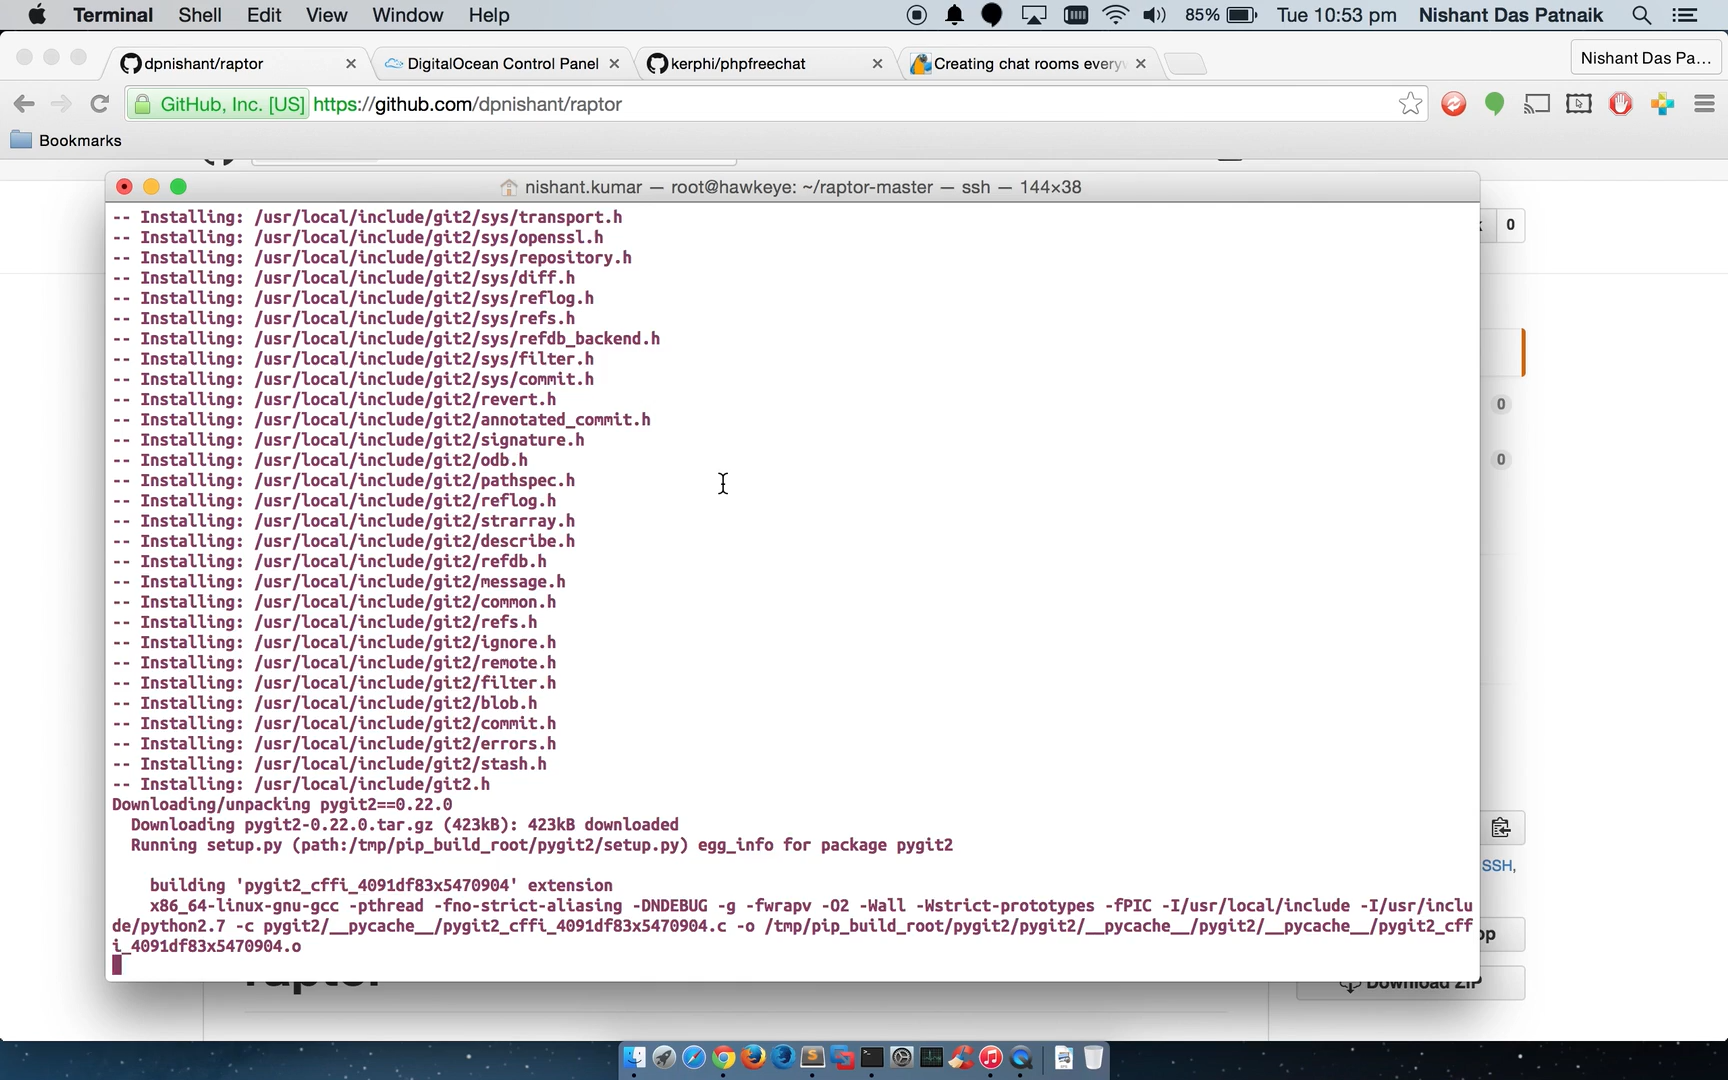 Terminal Shell Edit View Window Help 85% Tue 10:53 pm Nishant Das Patnaik
dpnishant/raptor DigitalOcean Control Panel kerphi/phpfreechat Creating chat rooms every Nishant Das Pa...
GitHub, Inc. [US] https://github.com/dpnishant/raptor
Bookmarks
nishant.kumar — root@hawkeye: ~/raptor-master — ssh — 144×38
-- Installing: /usr/local/include/git2/sys/transport.h
0
-- Installing: /usr/local/include/git2/sys/openssl.h
-- Installing: /usr/local/include/git2/sys/repository.h
-- Installing: /usr/local/include/git2/sys/diff.h
-- Installing: /usr/local/include/git2/sys/reflog.h
-- Installing: /usr/local/include/git2/sys/refs.h
-- Installing: /usr/local/include/git2/sys/refdb_backend.h
-- Installing: /usr/local/include/git2/sys/filter.h
-- Installing: /usr/local/include/git2/sys/commit.h
-- Installing: /usr/local/include/git2/revert.h
0
-- Installing: /usr/local/include/git2/annotated_commit.h
-- Installing: /usr/local/include/git2/signature.h
-- Installing: /usr/local/include/git2/odb.h
0
-- Installing: /usr/local/include/git2/pathspec.h
-- Installing: /usr/local/include/git2/reflog.h
-- Installing: /usr/local/include/git2/strarray.h
-- Installing: /usr/local/include/git2/describe.h
-- Installing: /usr/local/include/git2/refdb.h
-- Installing: /usr/local/include/git2/message.h
-- Installing: /usr/local/include/git2/common.h
-- Installing: /usr/local/include/git2/refs.h
-- Installing: /usr/local/include/git2/ignore.h
-- Installing: /usr/local/include/git2/remote.h
-- Installing: /usr/local/include/git2/filter.h
-- Installing: /usr/local/include/git2/blob.h
-- Installing: /usr/local/include/git2/commit.h
-- Installing: /usr/local/include/git2/errors.h
-- Installing: /usr/local/include/git2/stash.h
-- Installing: /usr/local/include/git2.h
Downloading/unpacking pygit2==0.22.0
Downloading pygit2-0.22.0.tar.gz (423kB): 423kB downloaded
Running setup.py (path:/tmp/pip_build_root/pygit2/setup.py) egg_info for package pygit2
SSH,
building 'pygit2_cffi_4091df83x5470904' extension
x86_64-linux-gnu-gcc -pthread -fno-strict-aliasing -DNDEBUG -g -fwrapv -O2 -Wall -Wstrict-prototypes -fPIC -I/usr/local/include -I/usr/inclu
de/python2.7 -c pygit2/__pycache__/pygit2_cffi_4091df83x5470904.c -o /tmp/pip_build_root/pygit2/pygit2/__pycache__/pygit2/__pycache__/pygit2_cff
op
i_4091df83x5470904.o
raptor
Download ZIP